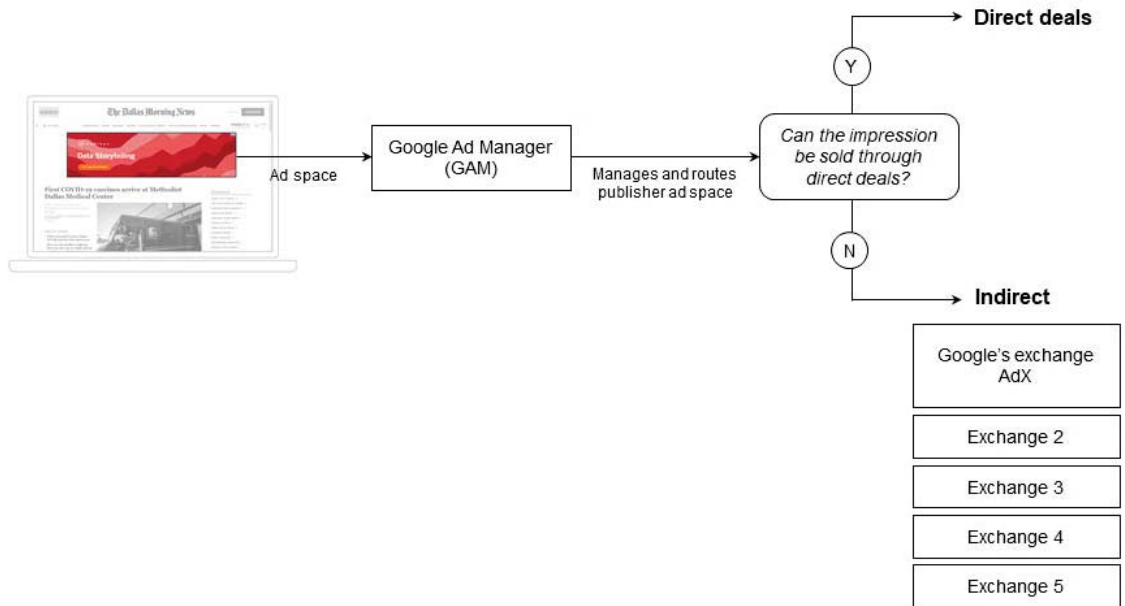 Direct deals
Y
The Dallas Morning News
Data Storytelling
First COVID-19 vaccines arrive at Methodist
Dallas Medical Center
Ad space
Google Ad Manager
(GAM)
Manages and routes
publisher ad space
Can the impression
be sold through
direct deals?
N
Indirect
Google’s exchange
AdX
Exchange 2
Exchange 3
Exchange 4
Exchange 5